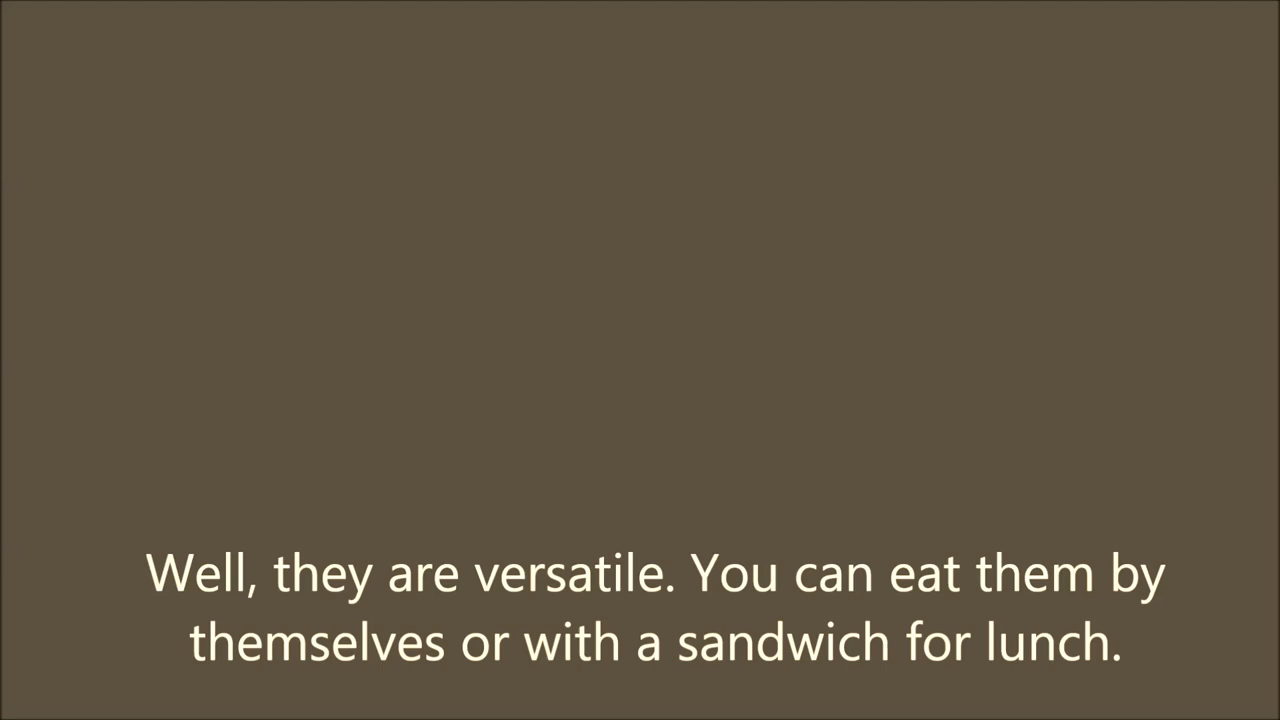 Well, they are versatile. You can eat them by
themselves or with a sandwich for lunch.